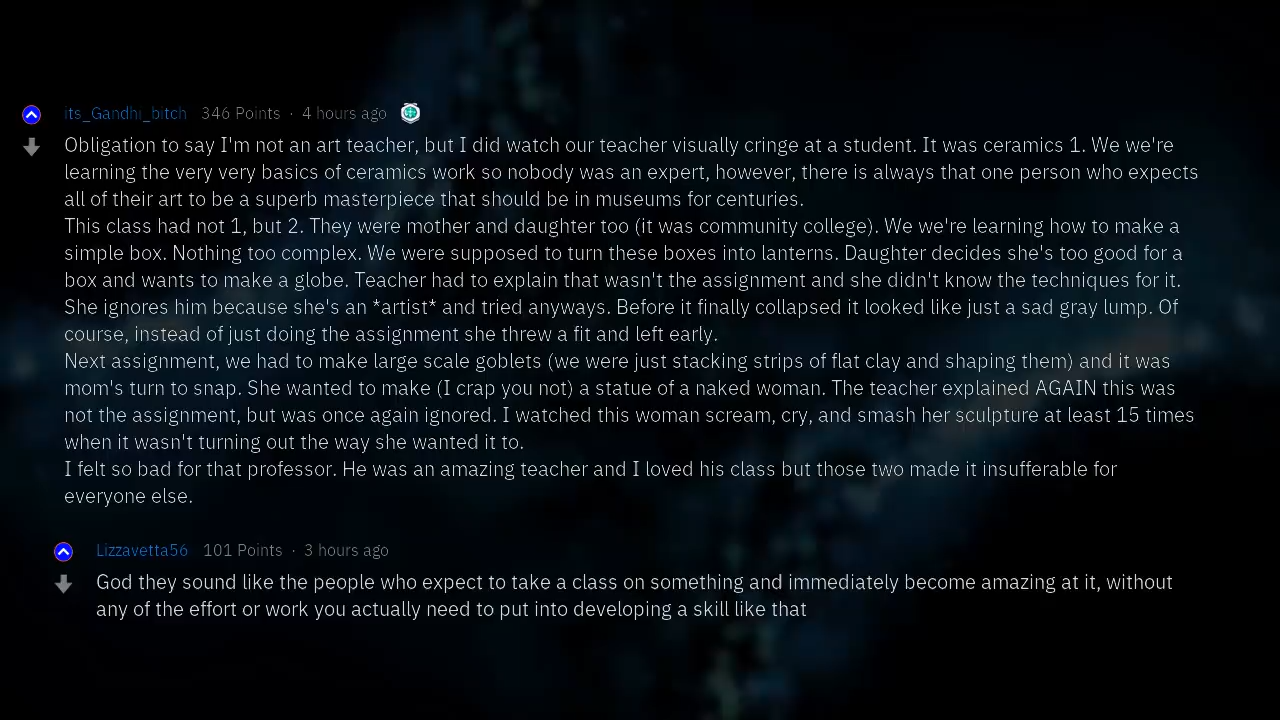 its_Gandhi_bitch 346 Points · 4 hours ago
Obligation to say I'm not an art teacher, but I did watch our teacher visually cringe at a student. It was ceramics 1. We we're
learning the very very basics of ceramics work so nobody was an expert, however, there is always that one person who expects
all of their art to be a superb masterpiece that should be in museums for centuries.
This class had not 1, but 2. They were mother and daughter too (it was community college). We we're learning how to make a
simple box. Nothing too complex. We were supposed to turn these boxes into lanterns. Daughter decides she's too good for a
box and wants to make a globe. Teacher had to explain that wasn't the assignment and she didn't know the techniques for it.
She ignores him because she's an *artist* and tried anyways. Before it finally collapsed it looked like just a sad gray lump. Of
course, instead of just doing the assignment she threw a fit and left early.
Next assignment, we had to make large scale goblets (we were just stacking strips of flat clay and shaping them) and it was
mom's turn to snap. She wanted to make (I crap you not) a statue of a naked woman. The teacher explained AGAIN this was
not the assignment, but was once again ignored. I watched this woman scream, cry, and smash her sculpture at least 15 times
when it wasn't turning out the way she wanted it to.
I felt so bad for that professor. He was an amazing teacher and I loved his class but those two made it insufferable for
everyone else.
Lizzavetta56 101 Points · 3 hours ago
God they sound like the people who expect to take a class on something and immediately become amazing at it, without
any of the effort or work you actually need to put into developing a skill like that